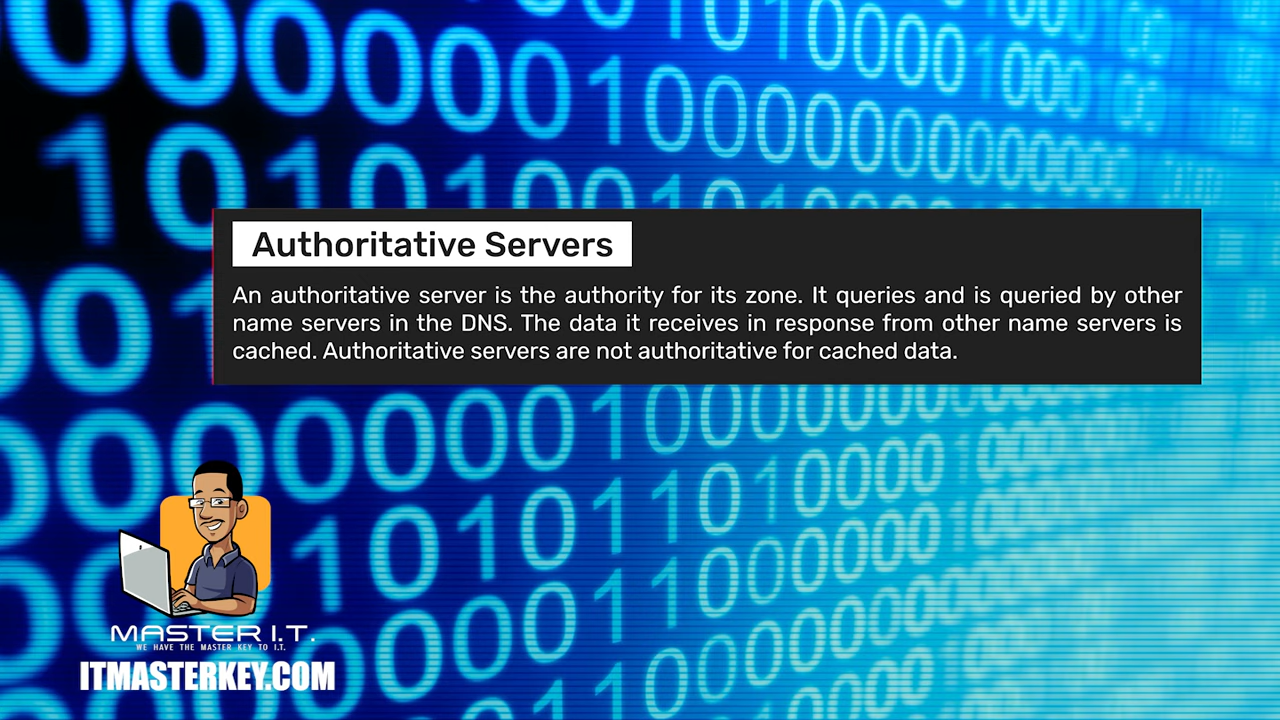 Authoritative Servers
An authoritative server is the authority for its zone. It queries and is queried by other
name servers in the DNS. The data it receives in response from other name servers is
cached. Authoritative servers are not authoritative for cached data.
MASTER I.T.
WE HAVE THE MASTER KEY TO I.T.
ITMASTERKEY.COM